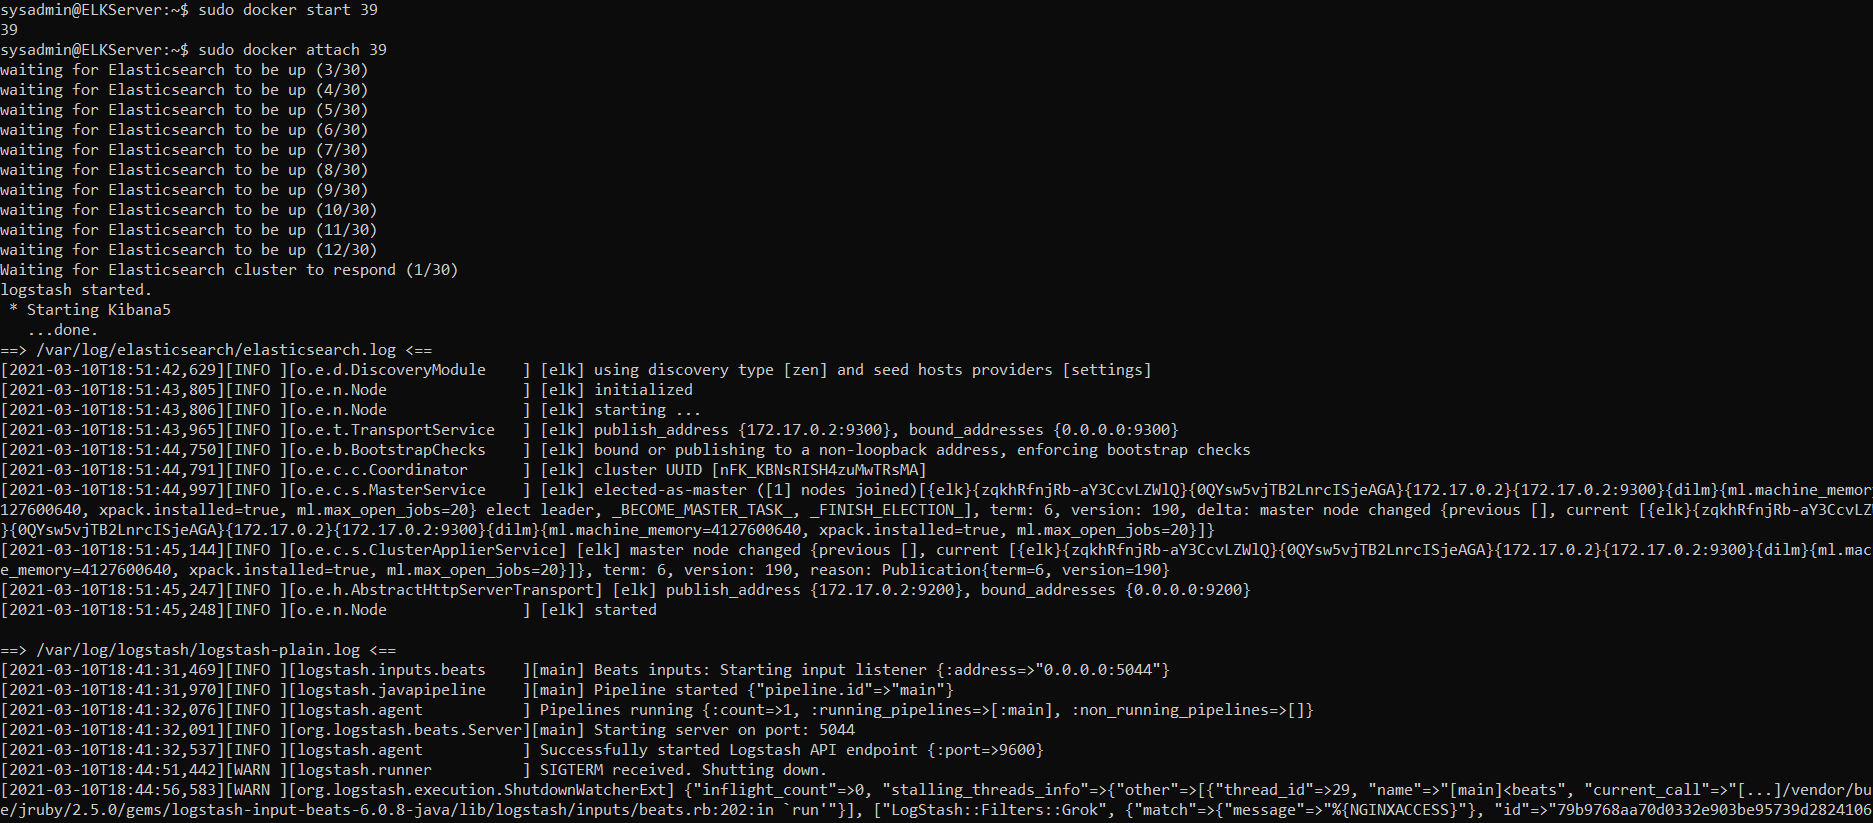 sysadmin@ELKServer:~$ sudo docker start 39
39
sysadmin@ELKServer:~$ sudo docker attach 39
waiting for Elasticsearch to be up (3/30)
waiting for Elasticsearch to be up (4/30)
waiting for Elasticsearch to be up (5/30)
waiting for Elasticsearch to be up (6/30)
waiting for Elasticsearch to be up (7/30)
waiting for Elasticsearch to be up (8/30)
waiting for Elasticsearch to be up (9/30)
waiting for Elasticsearch to be up (10/30)
waiting for Elasticsearch to be up (11/30)
waiting for Elasticsearch to be up (12/30)
Waiting for Elasticsearch cluster to respond (1/30)
logstash started.
 * Starting Kibana5
   ...done.
==> /var/log/elasticsearch/elasticsearch.log <==
[2021-03-10T18:51:42,629][INFO ][o.e.d.DiscoveryModule    ] [elk] using discovery type [zen] and seed hosts providers [settings]
[2021-03-10T18:51:43,805][INFO ][o.e.n.Node               ] [elk] initialized
[2021-03-10T18:51:43,806][INFO ][o.e.n.Node               ] [elk] starting ...
[2021-03-10T18:51:43,965][INFO ][o.e.t.TransportService   ] [elk] publish_address {172.17.0.2:9300}, bound_addresses {0.0.0.0:9300}
[2021-03-10T18:51:44,750][INFO ][o.e.b.BootstrapChecks    ] [elk] bound or publishing to a non-loopback address, enforcing bootstrap checks
[2021-03-10T18:51:44,791][INFO ][o.e.c.c.Coordinator      ] [elk] cluster UUID [nFK_KBNsRISH4zuMwTRsMA]
[2021-03-10T18:51:44,997][INFO ][o.e.c.s.MasterService    ] [elk] elected-as-master ([1] nodes joined)[{elk}{zqkhRfnjRb-aY3CcvLZWlQ}{0QYsw5vjTB2LnrcISjeAGA}{172.17.0.2}{172.17.0.2:9300}{dilm}{ml.machine_memory
127600640, xpack.installed=true, ml.max_open_jobs=20} elect leader, _BECOME_MASTER_TASK_, _FINISH_ELECTION_], term: 6, version: 190, delta: master node changed {previous [], current [{elk}{zqkhRfnjRb-aY3CcvLZW
}{0QYsw5vjTB2LnrcISjeAGA}{172.17.0.2}{172.17.0.2:9300}{dilm}{ml.machine_memory=4127600640, xpack.installed=true, ml.max_open_jobs=20}]}
[2021-03-10T18:51:45,144][INFO ][o.e.c.s.ClusterApplierService] [elk] master node changed {previous [], current [{elk}{zqkhRfnjRb-aY3CcvLZWlQ}{0QYsw5vjTB2LnrcISjeAGA}{172.17.0.2}{172.17.0.2:9300}{dilm}{ml.mac
e_memory=4127600640, xpack.installed=true, ml.max_open_jobs=20}]}, term: 6, version: 190, reason: Publication{term=6, version=190}
[2021-03-10T18:51:45,247][INFO ][o.e.h.AbstractHttpServerTransport] [elk] publish_address {172.17.0.2:9200}, bound_addresses {0.0.0.0:9200}
[2021-03-10T18:51:45,248][INFO ][o.e.n.Node               ] [elk] started
==> /var/log/logstash/logstash-plain.log <==
[2021-03-10T18:41:31,469][INFO ][logstash.inputs.beats    ][main] Beats inputs: Starting input listener {:address=>"0.0.0.0:5044"}
[2021-03-10T18:41:31,970][INFO ][logstash.javapipeline    ][main] Pipeline started {"pipeline.id"=>"main"}
[2021-03-10T18:41:32,076][INFO ][logstash.agent           ] Pipelines running {:count=>1, :running_pipelines=>[:main], :non_running_pipelines=>[]}
[2021-03-10T18:41:32,091][INFO ][org.logstash.beats.Server][main] Starting server on port: 5044
[2021-03-10T18:41:32,537][INFO ][logstash.agent           ] Successfully started Logstash API endpoint {:port=>9600}
[2021-03-10T18:44:51,442][WARN ][logstash.runner          ] SIGTERM received. Shutting down.
[2021-03-10T18:44:56,583][WARN ][org.logstash.execution.ShutdownWatcherExt] {"inflight_count"=>0, "stalling_threads_info"=>{"other"=>[{"thread_id"=>29, "name"=>"[main]<beats", "current_call"=>"[...]/vendor/bu
e/jruby/2.5.0/gems/logstash-input-beats-6.0.8-java/lib/logstash/inputs/beats.rb:202:in `run'"}], ["LogStash::Filters::Grok", {"match"=>{"message"=>"%{NGINXACCESS}"}, "id"=>"79b9768aa70d0332e903be95739d2824106